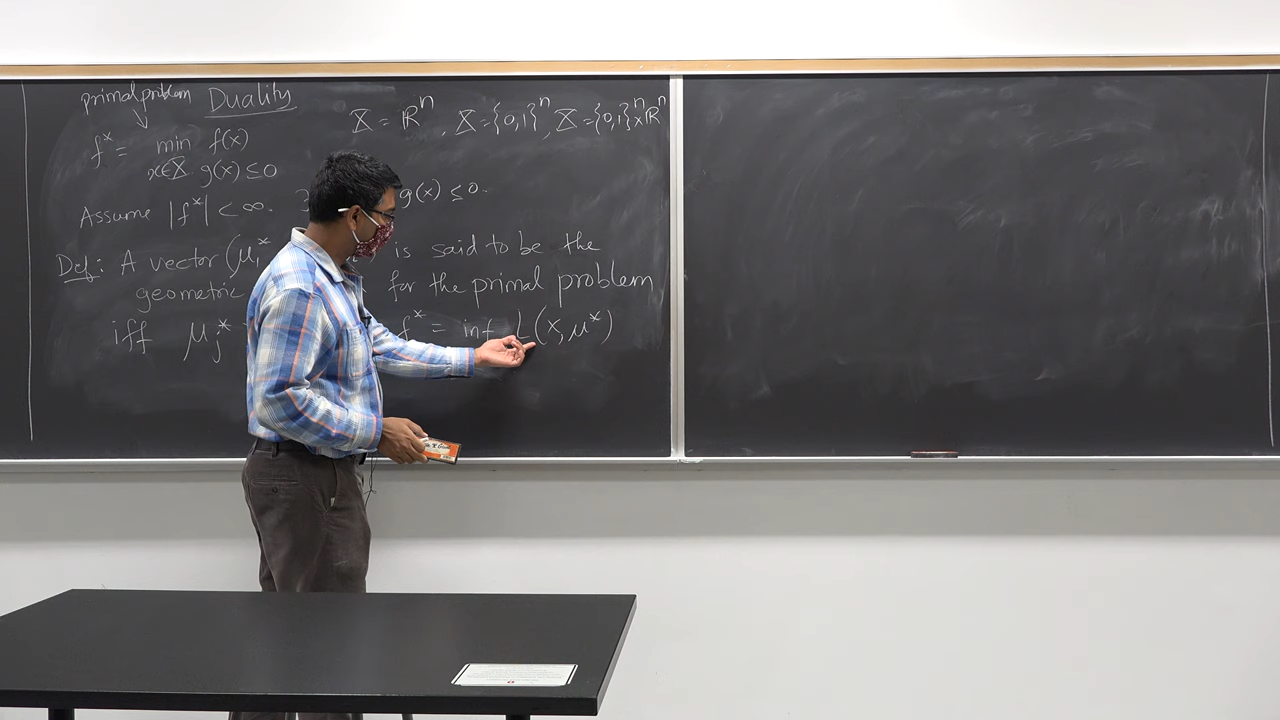 primal problem Duality
𝕏 = ℝⁿ, 𝕏 = {0,1}ⁿ, 𝕏 = {0,1}ⁿ×ℝⁿ
f* = min f(x)
x∈𝕏 g(x) ≤ 0
Assume |f*| < ∞. g(x) ≤ 0.
Def: A vector (μ₁* is said to be the
geometric for the primal problem
iff μⱼ* f* = inf L(x, μ*)